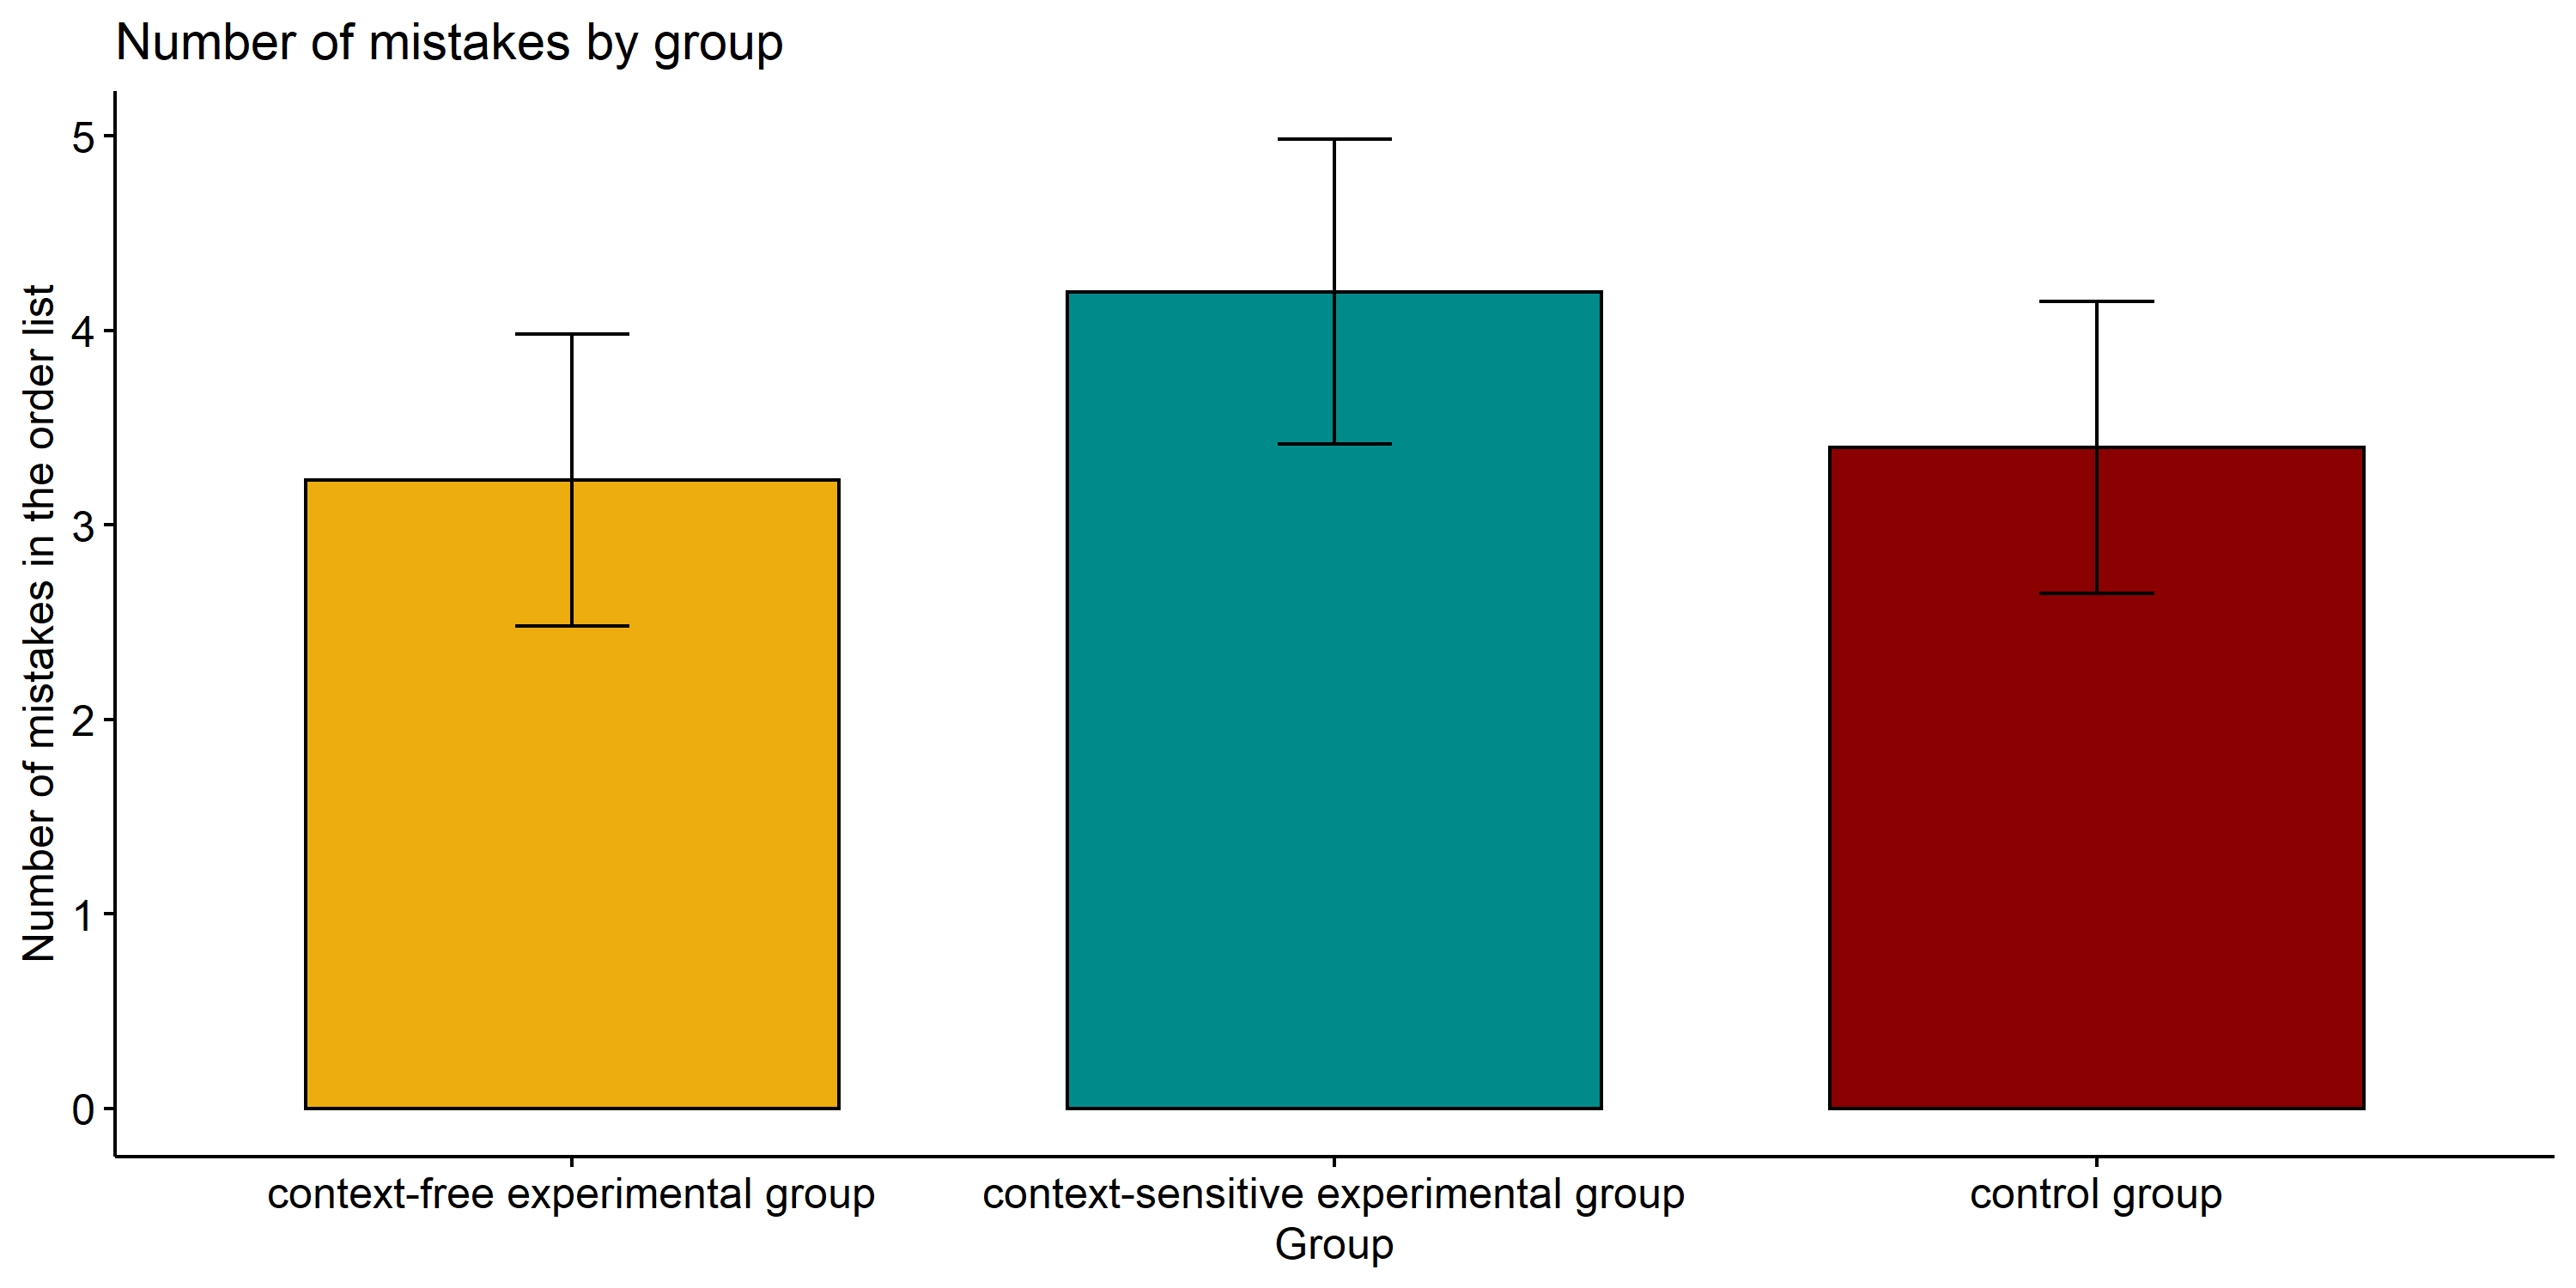 Number of mistakes by group
Number of mistakes in the order list
5
4
3
2
1
0
context-free experimental group
context-sensitive experimental group
control group
Group